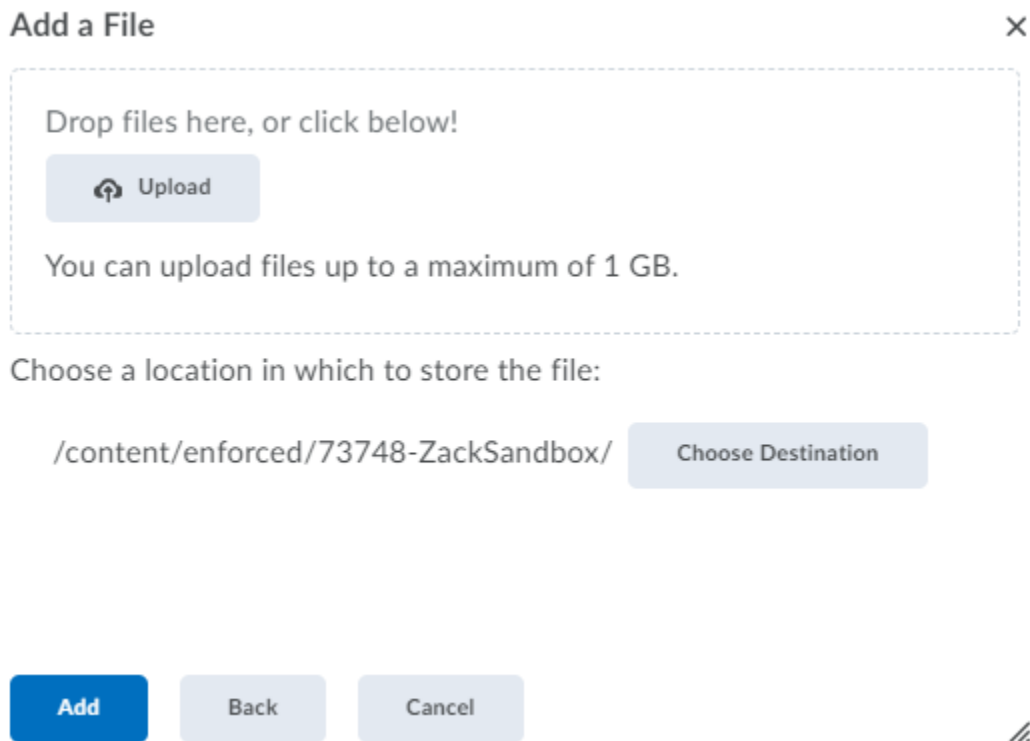 Add a File
Drop files here, or click below!
Upload
You can upload files up to a maximum of 1 GB.
Choose a location in which to store the file:
/content/enforced/73748-ZackSandbox/ Choose Destination
Add Back Cancel